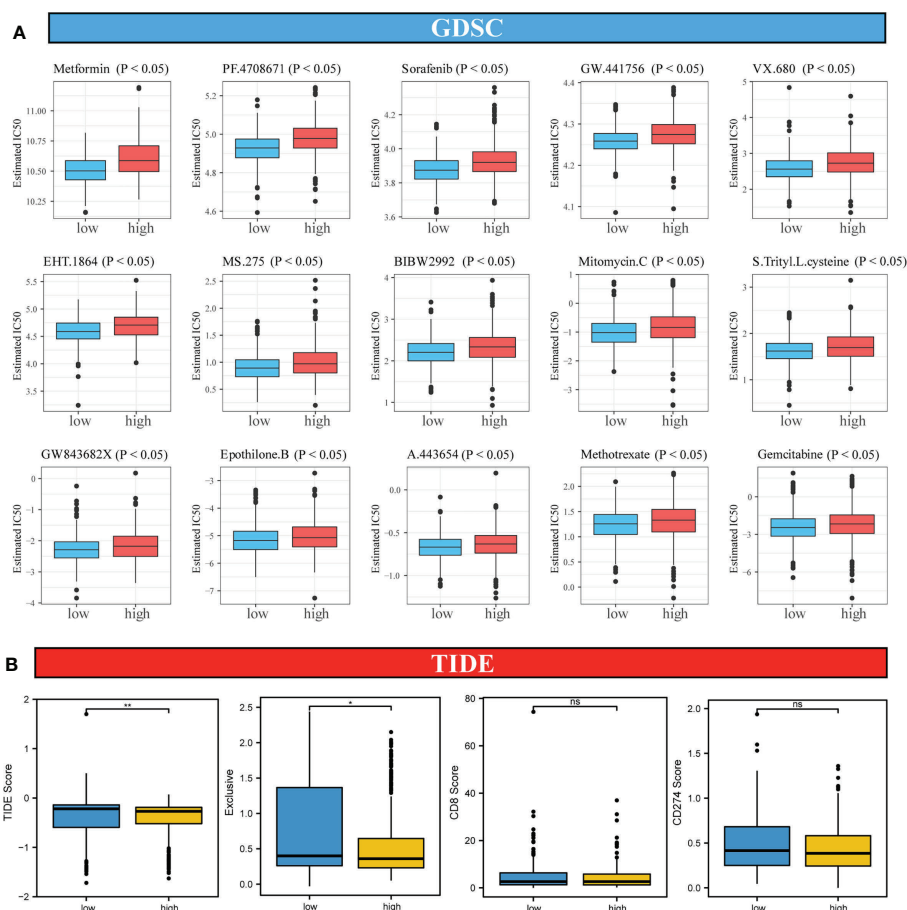 A
GDSC
Metformin (P < 0.05)
Estimated IC50
11.00
10.75
10.50
10.25
low
high
PF.4708671 (P < 0.05)
Estimated IC50
5.2
5.0
4.8
4.6
low
high
Sorafenib (P < 0.05)
Estimated IC50
4.2
4.0
3.8
3.6
low
high
GW.441756 (P < 0.05)
Estimated IC50
4.4
4.3
4.2
4.1
low
high
VX.680 (P < 0.05)
Estimated IC50
5
4
3
2
low
high
EHT.1864 (P < 0.05)
Estimated IC50
5.5
5.0
4.5
4.0
3.5
low
high
MS.275 (P < 0.05)
Estimated IC50
2.5
2.0
1.5
1.0
0.5
low
high
BIBW2992 (P < 0.05)
Estimated IC50
4
3
2
1
low
high
Mitomycin.C (P < 0.05)
Estimated IC50
1
0
−1
−2
−3
low
high
S.Trityl.L.cysteine (P < 0.05)
Estimated IC50
3
2
1
low
high
GW843682X (P < 0.05)
Estimated IC50
0
−1
−2
−3
−4
low
high
Epothilone.B (P < 0.05)
Estimated IC50
−3
−4
−5
−6
−7
low
high
A.443654 (P < 0.05)
Estimated IC50
0.0
−0.5
−1.0
low
high
Methotrexate (P < 0.05)
Estimated IC50
2.0
1.5
1.0
0.5
0.0
low
high
Gemcitabine (P < 0.05)
Estimated IC50
0
−3
−6
low
high
B
TIDE
TIDE Score
2
1
0
−1
−2
**
low
high
Exclusive
2.5
2.0
1.5
1.0
0.5
0.0
*
low
high
CD8 Score
80
60
40
20
0
ns
low
high
CD274 Score
2.0
1.5
1.0
0.5
0.0
ns
low
high